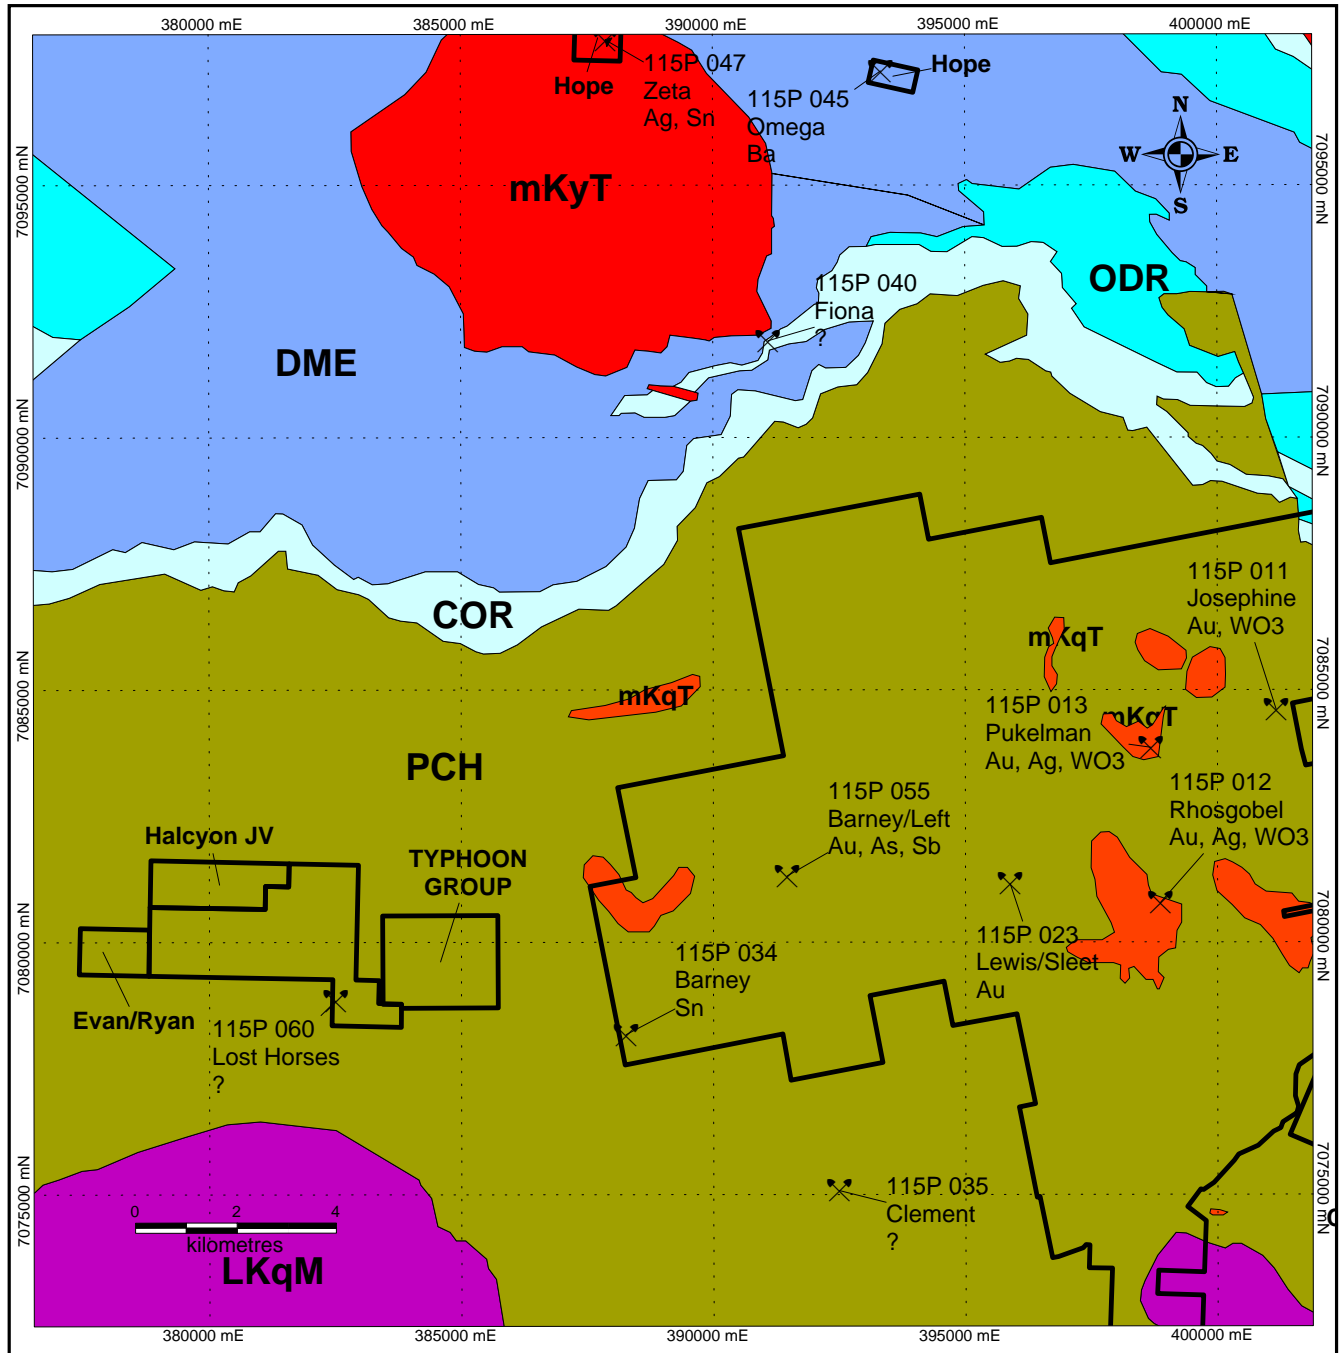 380000 mE
385000 mE
390000 mE
395000 mE
400000 mE
7095000 mN
7090000 mN
7085000 mN
7080000 mN
7075000 mN
7095000 mN
7090000 mN
7085000 mN
7080000 mN
7075000 mN
Hope
115P 047
Zeta
Ag, Sn
115P 045
Omega
Ba
Hope
N
W
E
S
mKyT
ODR
115P 040
Fiona
?
DME
COR
115P 011
Josephine
Au, WO3
mKqT
mKqT
115P 013
Pukelman
Au, Ag, WO3
mKqT
PCH
115P 012
Rhosgobel
Au, Ag, WO3
115P 055
Barney/Left
Au, As, Sb
Halcyon JV
TYPHOON
GROUP
115P 023
Lewis/Sleet
Au
115P 034
Barney
Sn
Evan/Ryan
115P 060
Lost Horses
?
115P 035
Clement
?
0
2
4
kilometres
LKqM
380000 mE
385000 mE
390000 mE
395000 mE
400000 mE